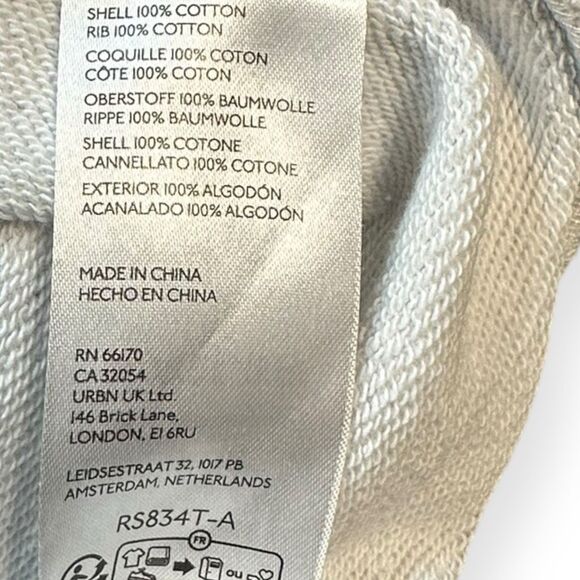 SHELL 100% COTTON
RIB 100% COTTON
COQUILLE 100% COTON
CÔTE 100% COTON
OBERSTOFF 100% BAUMWOLLE
RIPPE 100% BAUMWOLLE
SHELL 100% COTONE
CANNELLATO 100% COTONE
EXTERIOR 100% ALGODÓN
ACANALADO 100% ALGODÓN
MADE IN CHINA
HECHO EN CHINA
RN 66170
CA 32054
URBN UK Ltd.
146 Brick Lane,
LONDON, E1 6RU
LEIDSESTRAAT 32, 1017 PB
AMSTERDAM, NETHERLANDS
RS834T-A
FR
ou